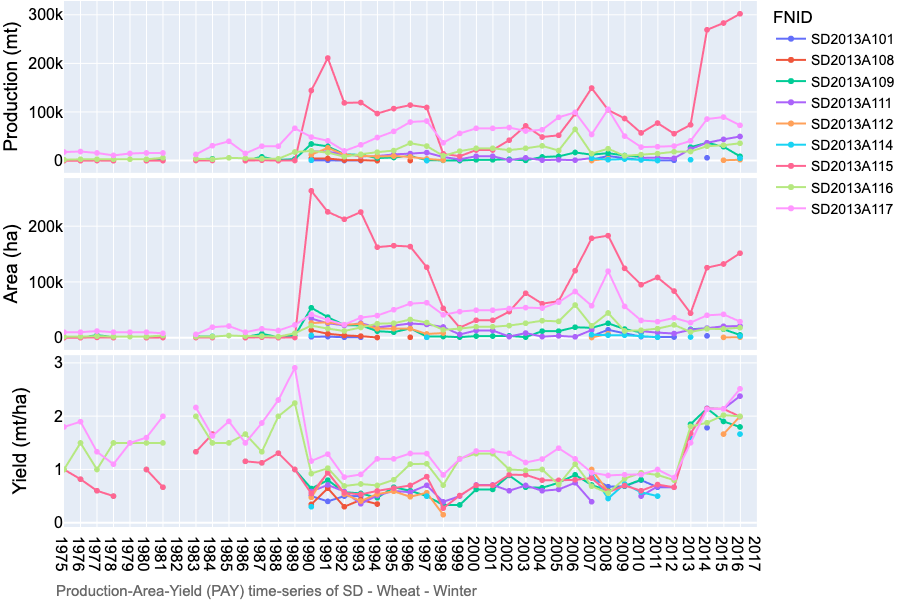 FNID
SD2013A101
SD2013A108
SD2013A109
SD2013A111
SD2013A112
SD2013A114
SD2013A115
SD2013A116
SD2013A117
Production (mt)
300k
200k
100k
0
Area (ha)
200k
100k
0
Yield (mt/ha)
3
2
1
0
1975
1976
1977
1978
1979
1980
1981
1982
1983
1984
1985
1986
1987
1988
1989
1990
1991
1992
1993
1994
1995
1996
1997
1998
1999
2000
2001
2002
2003
2004
2005
2006
2007
2008
2009
2010
2011
2012
2013
2014
2015
2016
2017
Production-Area-Yield (PAY) time-series of SD - Wheat - Winter